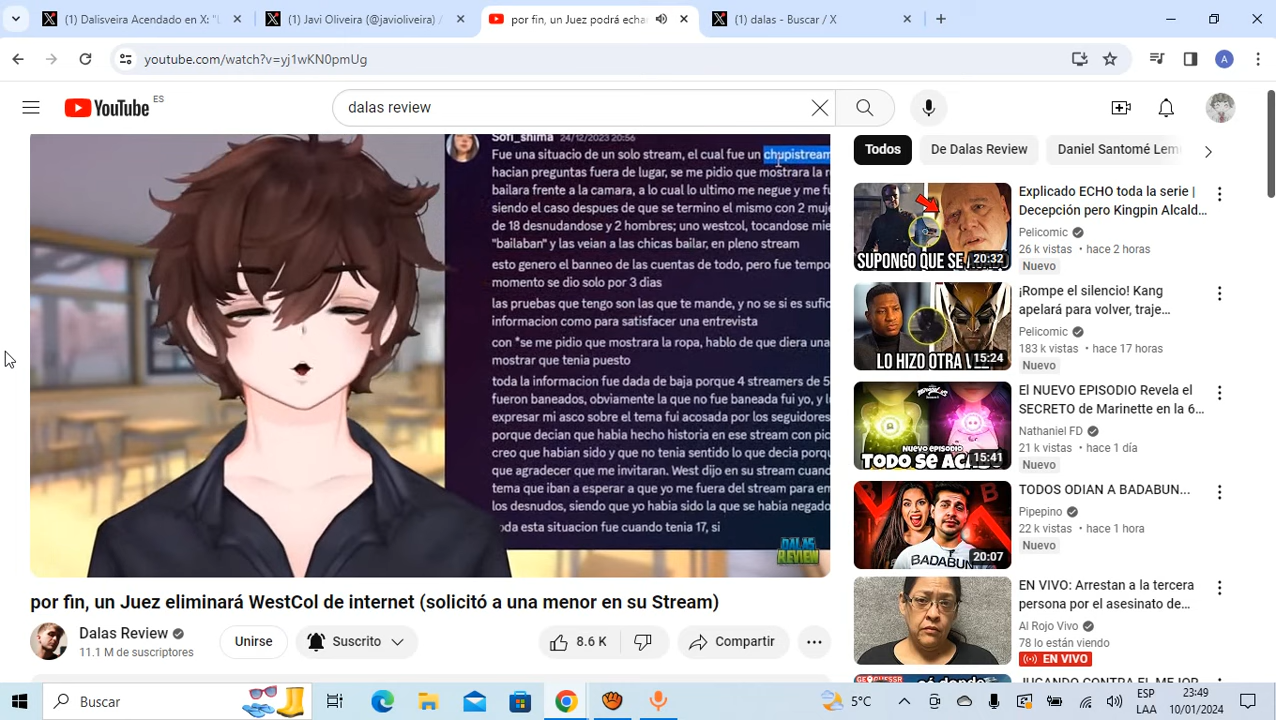 (1) Dalisveira Acendado en X: "L
(1) Javi Oliveira (@javioliveira) /
por fin, un Juez podrá echar
(1) dalas - Buscar / X
youtube.com/watch?v=yj1wKN0pmUg
A
YouTube ES
dalas review
Sofi_shima 24/12/2023 20:56
Fue una situacio de un solo stream, el cual fue un chupistream
hacian preguntas fuera de lugar, se me pidio que mostrara la r
bailara frente a la camara, a lo cual lo ultimo me negue y me f
siendo el caso despues de que se termino el mismo con 2 muj
de 18 desnudandose y 2 hombres; uno westcol, tocandose mie
"bailaban" y las veian a las chicas bailar, en pleno stream
esto genero el banneo de las cuentas de todo, pero fue tempo
momento se dio solo por 3 dias
las pruebas que tengo son las que te mande, y no se si es sufic
informacion como para satisfacer una entrevista
con *se me pidio que mostrara la ropa, hablo de que diera una
mostrar que tenia puesto
toda la informacion fue dada de baja porque 4 streamers de 5
fueron baneados, obviamente la que no fue baneada fui yo, y l
expresar mi asco sobre el tema fui acosada por los seguidores
porque decian que habia hecho historia en ese stream con pic
creo que habian sido y que no tenia sentido lo que decia porqu
que agradecer que me invitaran. West dijo en su stream cuand
tema que iban a esperar a que yo me fuera del stream para em
los desnudos, siendo que yo habia sido la que se habia negado
oda esta situacion fue cuando tenia 17, si
DALAS
REVIEW
por fin, un Juez eliminará WestCol de internet (solicitó a una menor en su Stream)
Dalas Review
11.1 M de suscriptores
Unirse
Suscrito
8.6 K
Compartir
Todos
De Dalas Review
Daniel Santomé Lem
SUPONGO QUE SE
20:32
Explicado ECHO toda la serie |
Decepción pero Kingpin Alcald...
Pelicomic
26 k vistas • hace 2 horas
Nuevo
LO HIZO OTRA VEZ
15:24
¡Rompe el silencio! Kang
apelará para volver, traje...
Pelicomic
183 k vistas • hace 17 horas
Nuevo
NUEVO EPISODIO
TODO SE AC
15:41
El NUEVO EPISODIO Revela el
SECRETO de Marinette en la 6...
Nathaniel FD
21 k vistas • hace 1 día
Nuevo
BADABUN
20:07
TODOS ODIAN A BADABUN...
Pipepino
22 k vistas • hace 1 hora
Nuevo
EN VIVO: Arrestan a la tercera
persona por el asesinato de...
Al Rojo Vivo
78 lo están viendo
EN VIVO
GEOGUESSR
JUGANDO CONTRA EL MEJOR
Buscar
5°C
ESP
LAA
23:49
10/01/2024